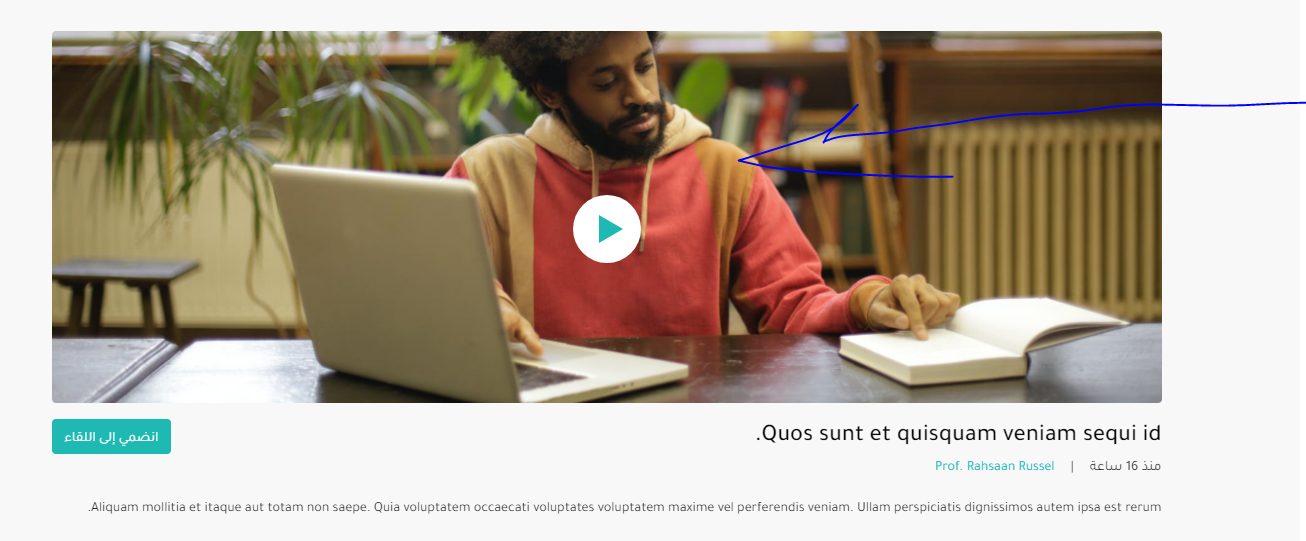 .Quos sunt et quisquam veniam sequi id
انضمي إلى اللقاء
منذ 16 ساعة | Prof. Rahsaan Russel
.Aliquam mollitia et itaque aut totam non saepe. Quia voluptatem occaecati voluptates voluptatem maxime vel perferendis veniam. Ullam perspiciatis dignissimos autem ipsa est rerum